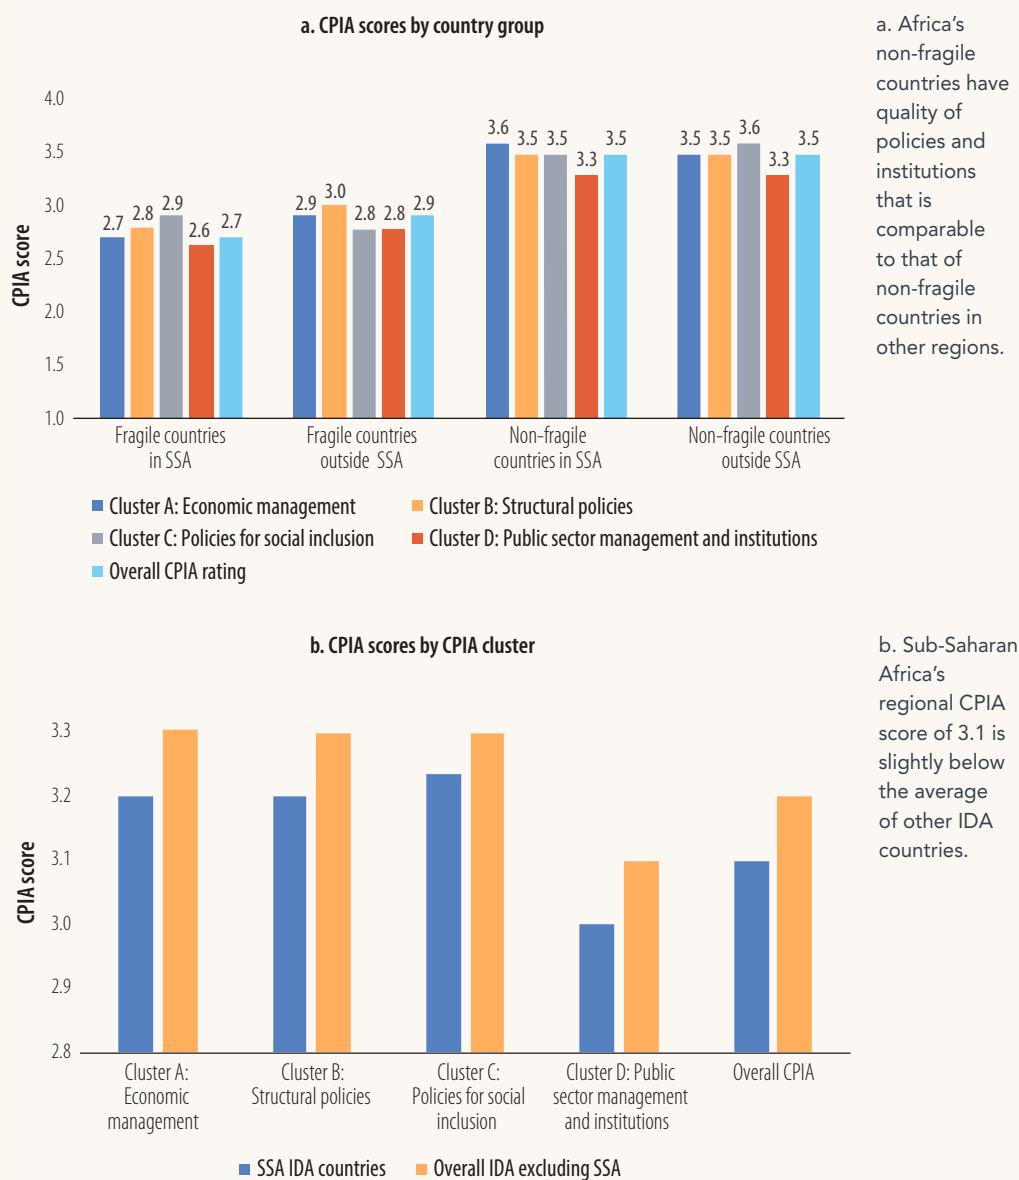 a. CPIA scores by country group
a. Africa's
non-fragile
countries have
quality of
policies and
institutions
that is
comparable
to that of
non-fragile
countries in
other regions.
CPIA score
4.0
3.5
3.0
2.5
2.0
1.5
1.0
2.7 2.8 2.9 2.6 2.7
2.9 3.0 2.8 2.8 2.9
3.6 3.5 3.5 3.3 3.5
3.5 3.5 3.6 3.3 3.5
Fragile countries
in SSA
Fragile countries
outside SSA
Non-fragile
countries in SSA
Non-fragile countries
outside SSA
Cluster A: Economic management
Cluster B: Structural policies
Cluster C: Policies for social inclusion
Cluster D: Public sector management and institutions
Overall CPIA rating
b. CPIA scores by CPIA cluster
b. Sub-Saharan
Africa's
regional CPIA
score of 3.1 is
slightly below
the average
of other IDA
countries.
CPIA score
3.3
3.2
3.1
3.0
2.9
2.8
Cluster A:
Economic
management
Cluster B:
Structural policies
Cluster C:
Policies for social
inclusion
Cluster D: Public
sector management
and institutions
Overall CPIA
SSA IDA countries
Overall IDA excluding SSA